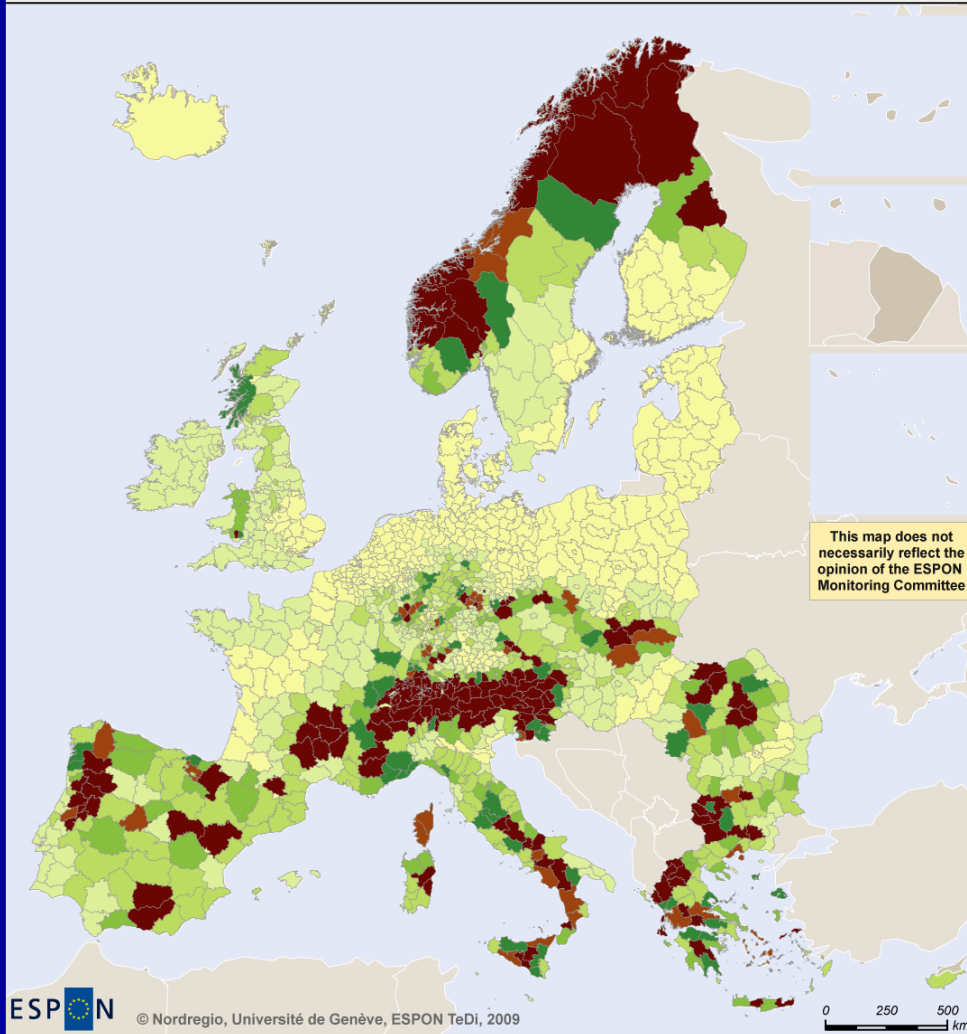 This map does not
necessarily reflect the
opinion of the ESPON
Monitoring Committee
ESPON
© Nordregio, Université de Genève, ESPON TeDi, 2009
0 250 500
km